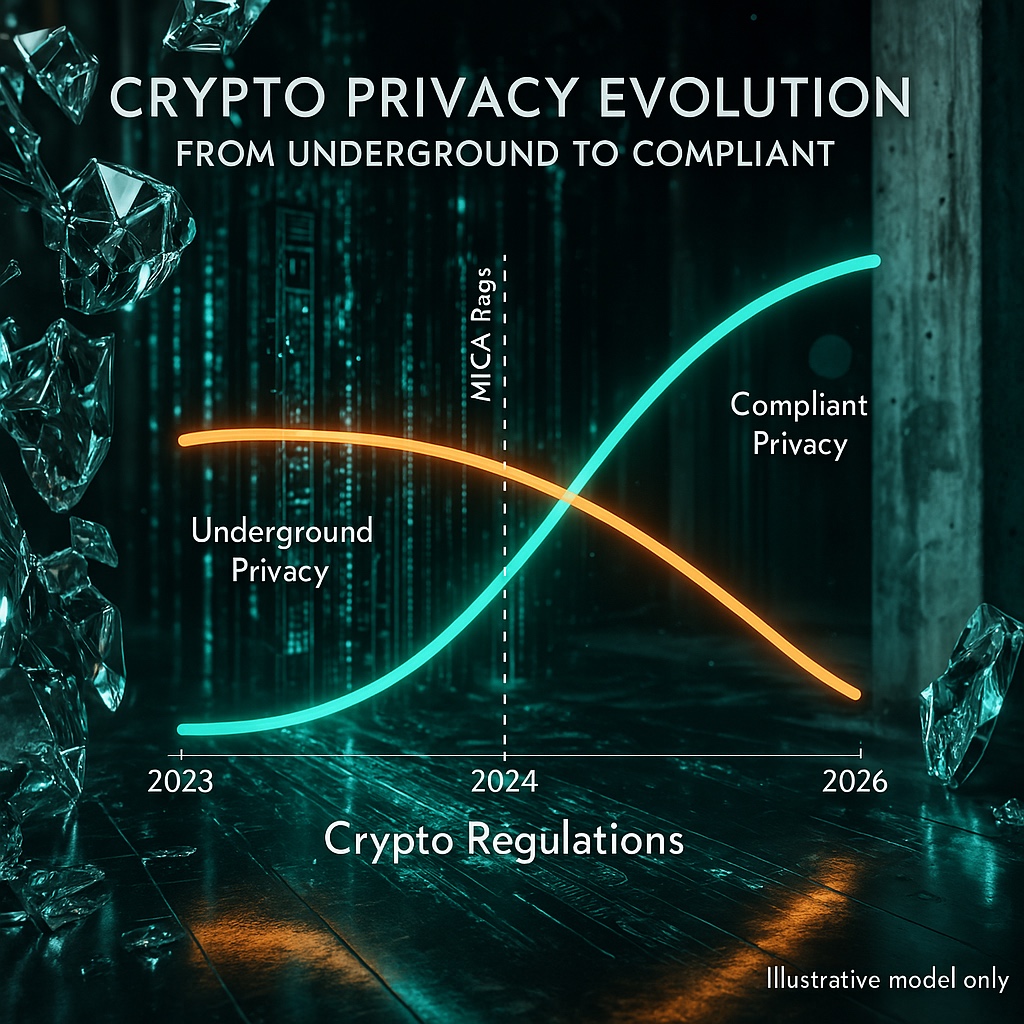 CRYPTO PRIVACY EVOLUTION
FROM UNDERGROUND TO COMPLIANT
MICA Rags
Compliant
Privacy
Underground
Privacy
2023
2024
2026
Crypto Regulations
Illustrative model only